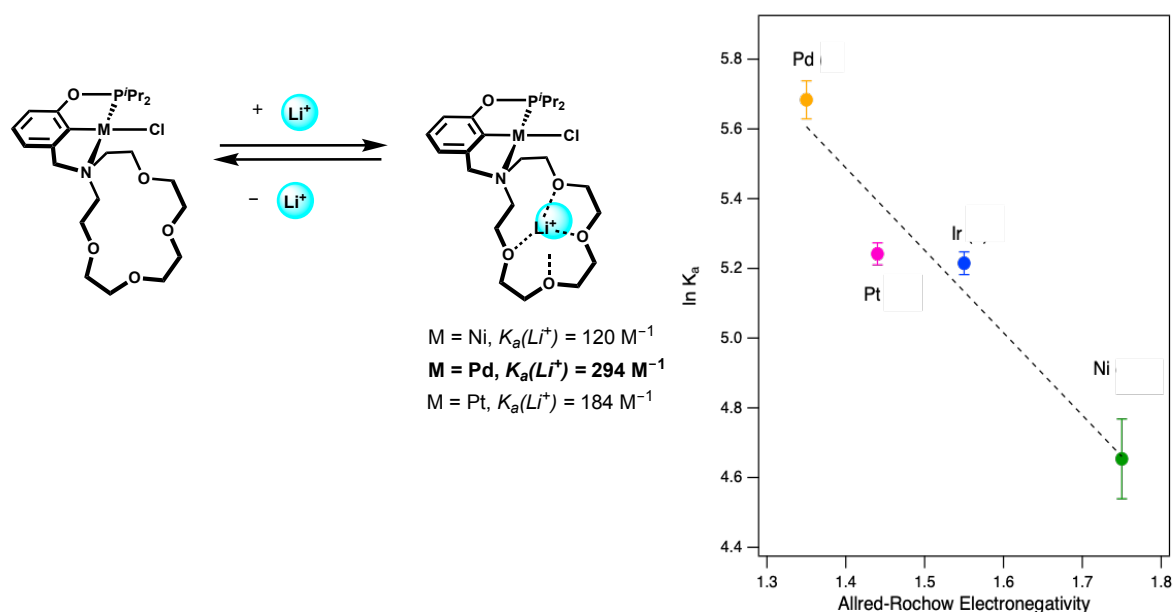 O
PⁱPr₂
M
Cl
N
O
O
O
O
+
Li⁺
−
Li⁺
O
PⁱPr₂
M
Cl
N
O
Li⁺
O
O
O
M = Ni, Kₐ(Li⁺) = 120 M⁻¹
M = Pd, Kₐ(Li⁺) = 294 M⁻¹
M = Pt, Kₐ(Li⁺) = 184 M⁻¹
ln Kₐ
5.8
5.6
5.4
5.2
5.0
4.8
4.6
4.4
Pd
Ir
Pt
Ni
1.3
1.4
1.5
1.6
1.7
1.8
Allred-Rochow Electronegativity